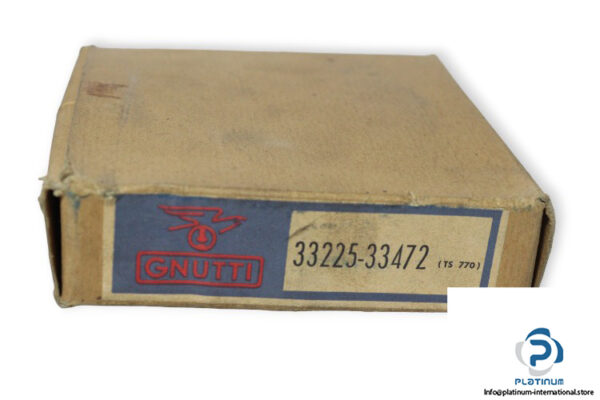 GNUTTI
33225-33472 (TS 770)
PLATINUM
Info@platinum-international.store